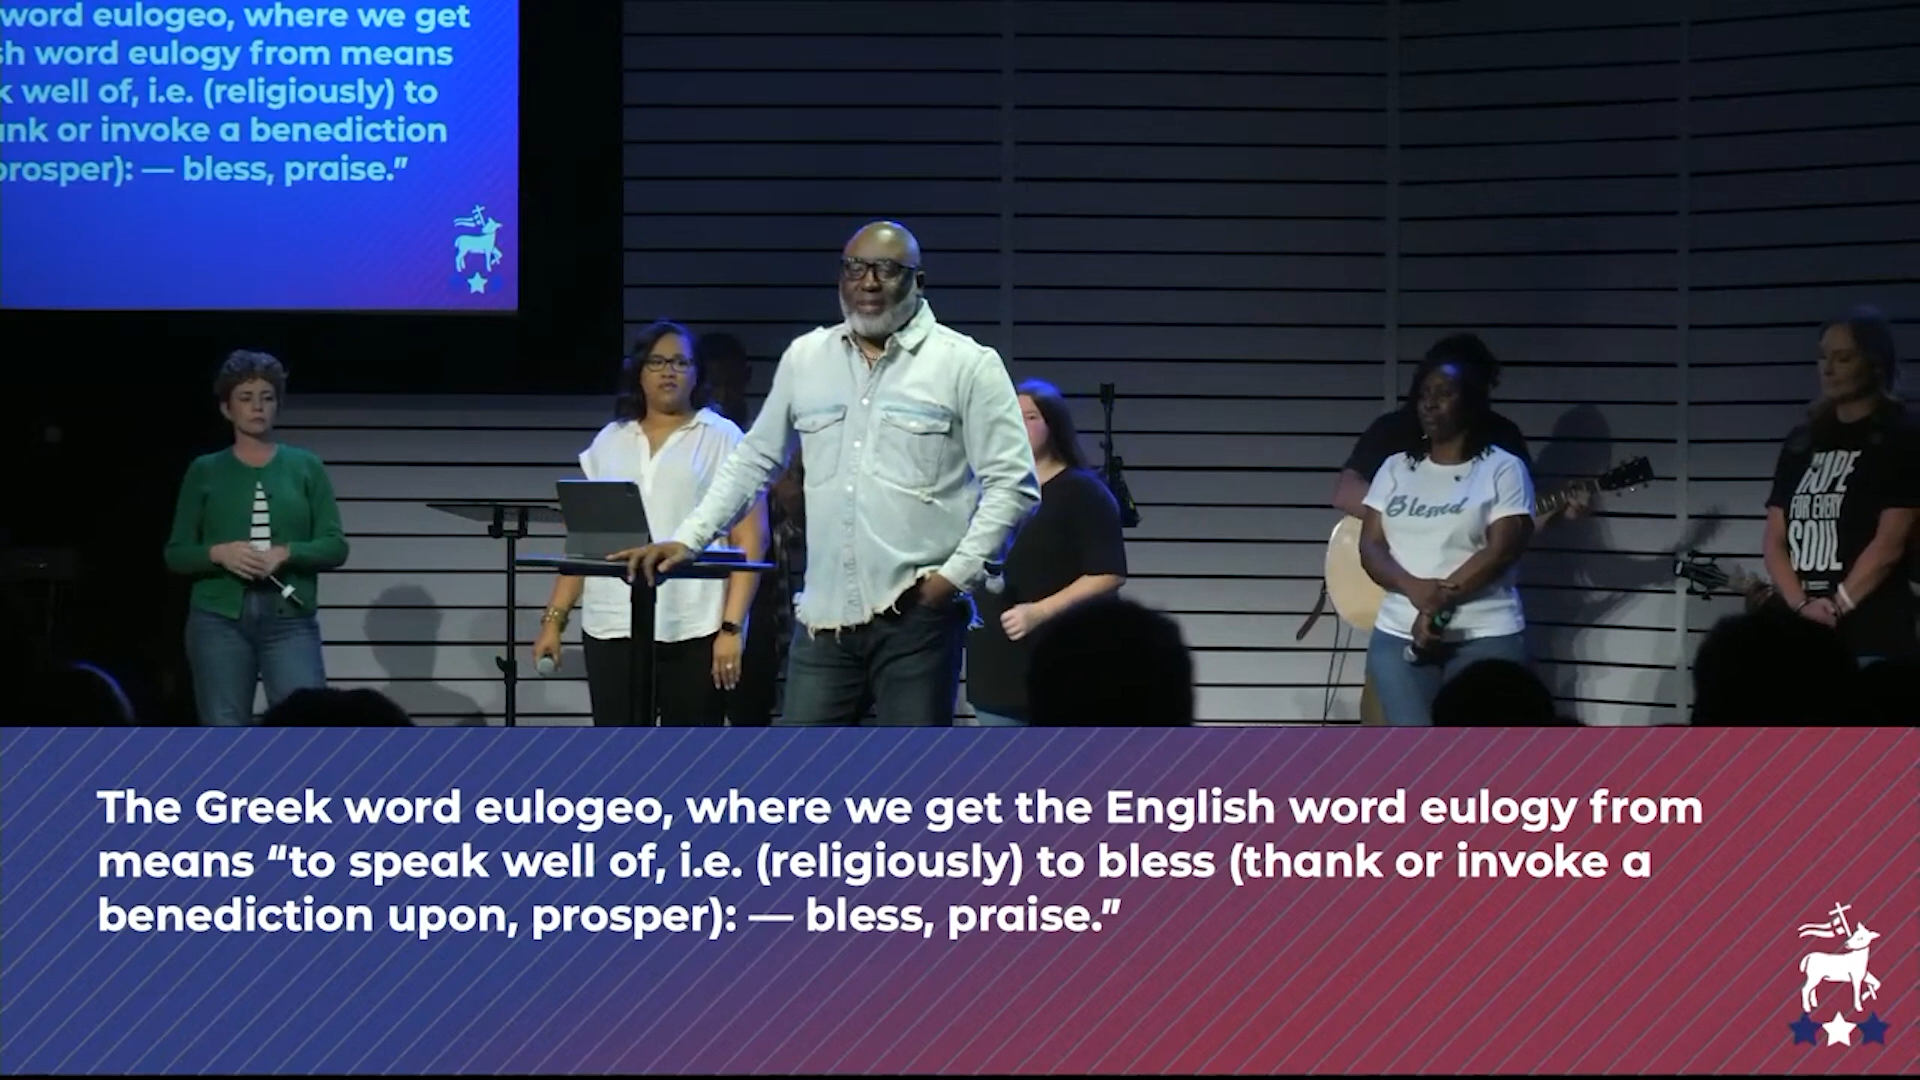 word eulogeo, where we get
sh word eulogy from means
k well of, i.e. (religiously) to
ank or invoke a benediction
prosper): — bless, praise.”
Blessed
HOPE
FOR EVERY
SOUL
The Greek word eulogeo, where we get the English word eulogy from
means “to speak well of, i.e. (religiously) to bless (thank or invoke a
benediction upon, prosper): — bless, praise.”